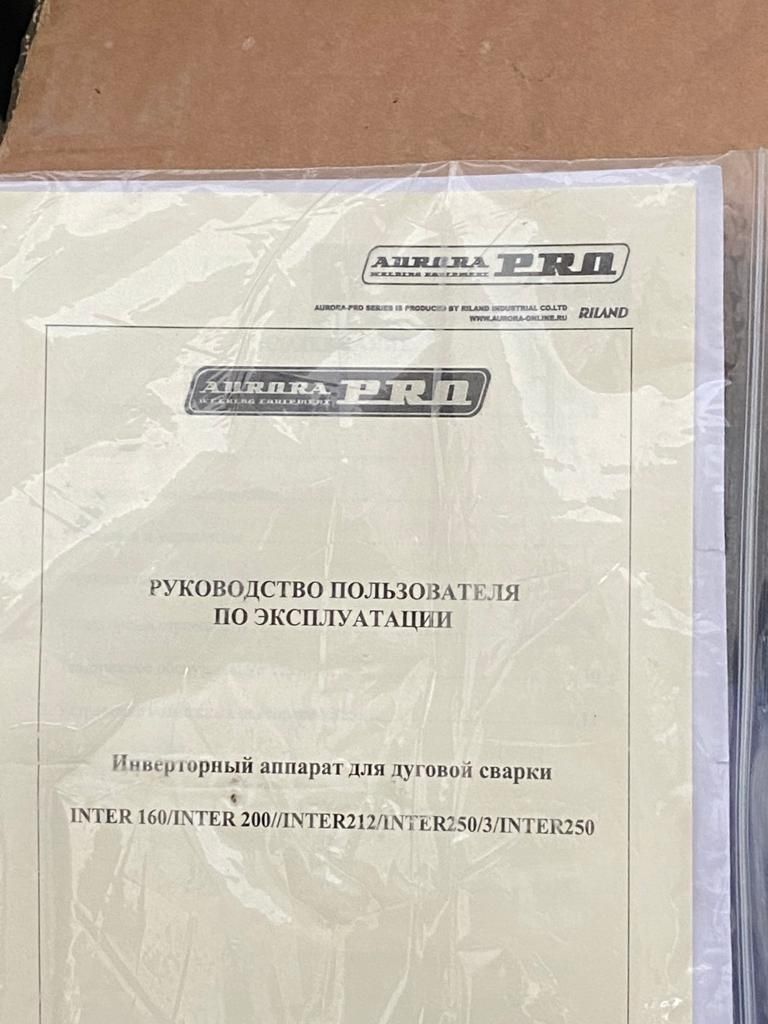 AURORA PRO
WELDING EQUIPMENT
AURORA-PRO SERIES IS PRODUCED BY RILAND INDUSTRIAL CO.LTD
WWW.AURORA-ONLINE.RU RILAND
AURORA PRO
WELDING EQUIPMENT
РУКОВОДСТВО ПОЛЬЗОВАТЕЛЯ
ПО ЭКСПЛУАТАЦИИ
Инверторный аппарат для дуговой сварки
INTER 160/INTER 200//INTER212/INTER250/3/INTER250